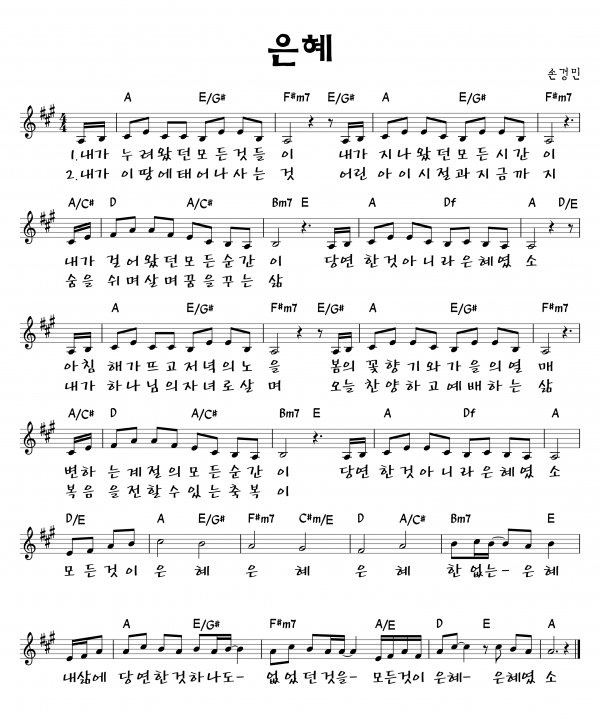 은혜
손경민
A E/G# F#m7 E/G# A E/G# F#m7
4/4
1.내가 누려왔던모든것들이 내가 지나왔던모든시간이
2.내가 이땅에태어나사는 것 어린 아이시절과지금까지
A/C# D A/C# Bm7 E A Df A D/E
내가 걸어왔던모든순간이 당연한것아니라은혜였소
숨을 쉬며살며꿈을꾸는삶
A E/G# F#m7 E/G# A E/G# F#m7
아침 해가뜨고저녁의노을 봄의꽃향기와가을의열매
내가 하나님의자녀로살며 오늘찬양하고예배하는삶
A/C# D A/C# Bm7 E A Df A
변하는계절의모든순간이 당연한것아니라은혜였소
복음을전할수있는축복이
D/E A E/G# F#m7 C#m/E D A/C# Bm7 E
모든것이 은 혜 은 혜 은 혜 한없는- 은혜
A E/G# F#m7 A/E D E A
내삶에 당연한것하나도- 없었던것을- 모든것이 은혜- 은혜였소